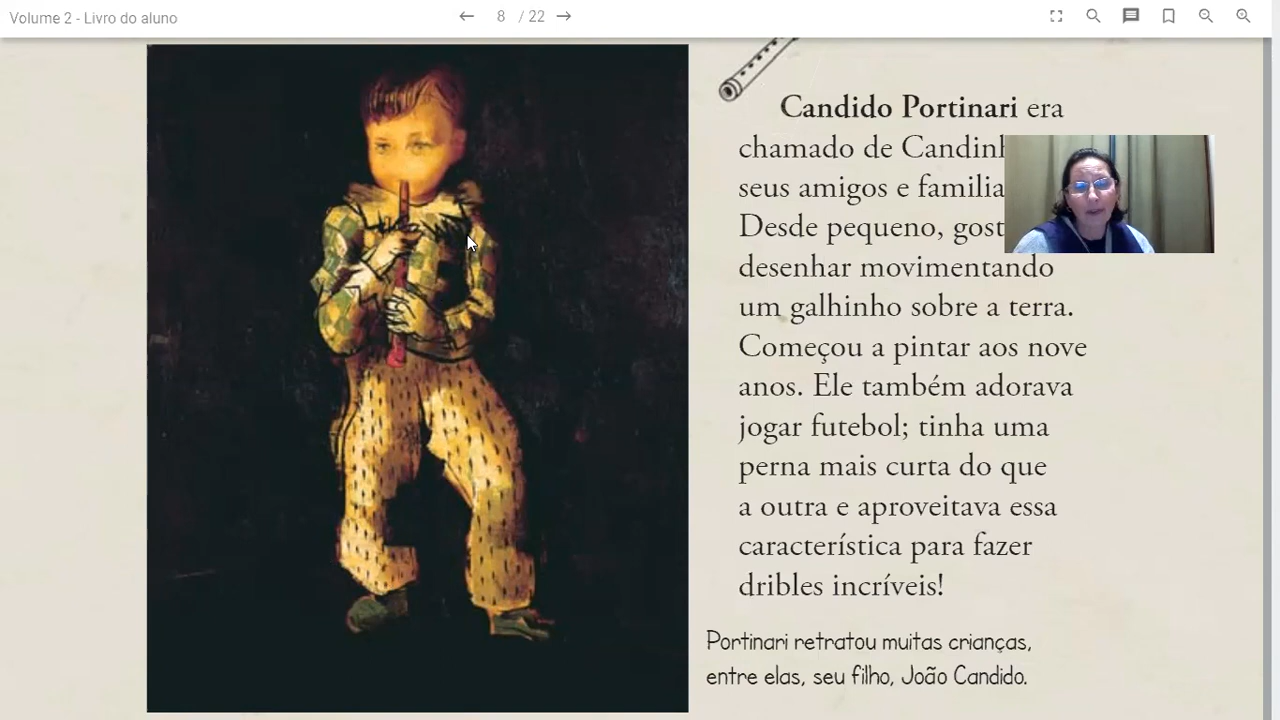 Volume 2 - Livro do aluno
8 / 22
Candido Portinari era
chamado de
seus amigos e
Desde pequeno,
desenhar movimentando
um galhinho sobre a terra.
Começou a pintar aos nove
anos. Ele também adorava
jogar futebol; tinha uma
perna mais curta do que
a outra e aproveitava essa
característica para fazer
dribles incríveis!
Portinari retratou muitas crianças,
entre elas, seu filho, João Candido.